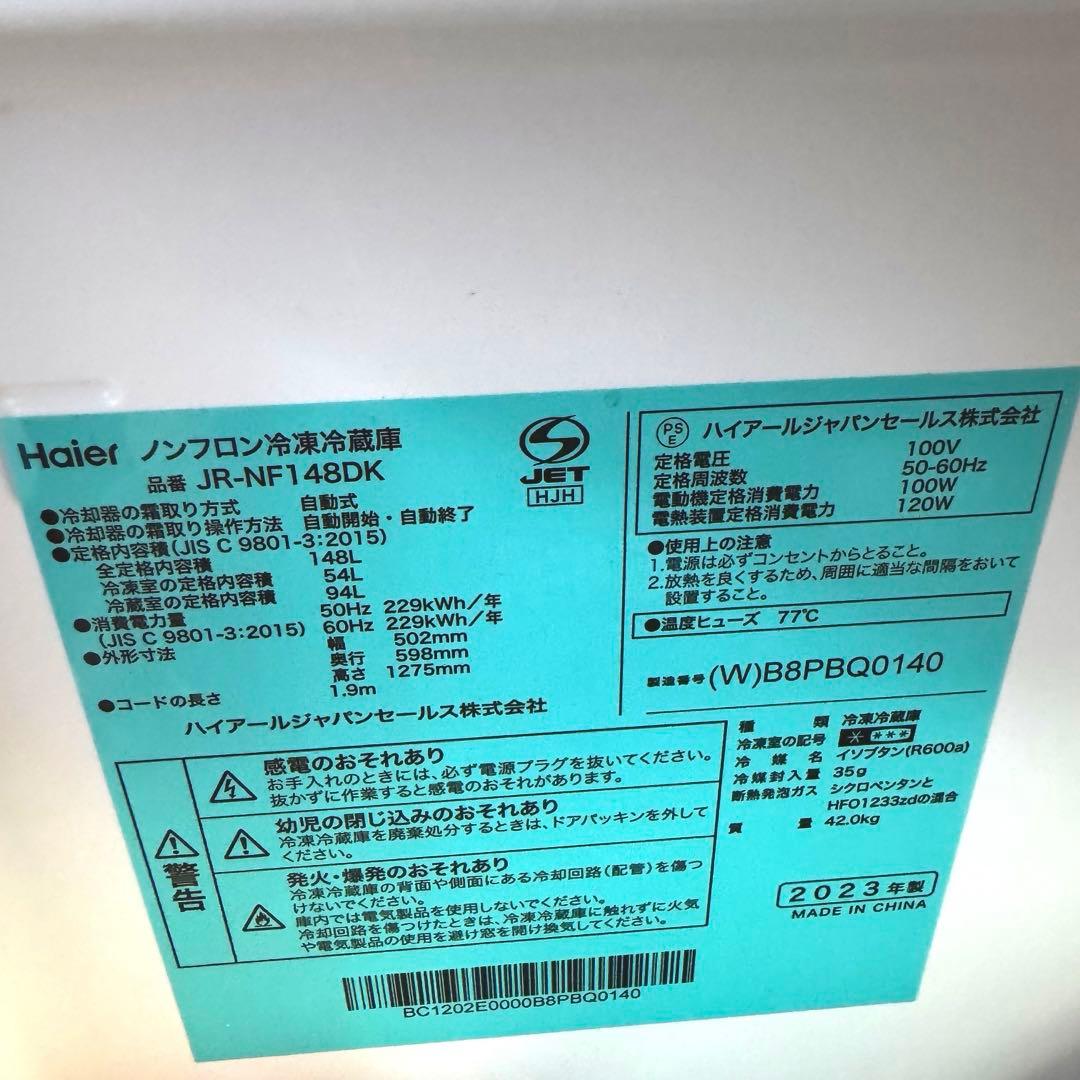 Haier ノンフロン冷凍冷蔵庫
品番 JR-NF148DK
●冷却器の霜取り方式 自動式
●冷却器の霜取り操作方法 自動開始・自動終了
●定格内容積(JIS C 9801-3:2015)
全定格内容積 148L
冷凍室の定格内容積 54L
冷蔵室の定格内容積 94L
●消費電力量 50Hz 229kWh/年
(JIS C 9801-3:2015) 60Hz 229kWh/年
●外形寸法 幅 502mm
奥行 598mm
高さ 1275mm
●コードの長さ 1.9m
ハイアールジャパンセールス株式会社
JET
HJH
PSE ハイアールジャパンセールス株式会社
定格電圧 100V
定格周波数 50-60Hz
電動機定格消費電力 100W
電熱装置定格消費電力 120W
●使用上の注意
1.電源は必ずコンセントからとること。
2.放熱を良くするため、周囲に適当な間隔をおいて
設置すること。
●温度ヒューズ 77℃
製造番号 (W)B8PBQ0140
種類 冷凍冷蔵庫
冷凍室の記号 * ***
冷媒名 イソブタン(R600a)
冷媒封入量 35g
断熱発泡ガス シクロペンタンと
HFO1233zdの混合
質量 42.0kg
2023年製
MADE IN CHINA
警告
感電のおそれあり
お手入れのときには、必ず電源プラグを抜いてください。
抜かずに作業すると感電のおそれがあります。
幼児の閉じ込みのおそれあり
冷凍冷蔵庫を廃棄処分するときは、ドアパッキンを外して
ください。
発火・爆発のおそれあり
冷凍冷蔵庫の背面や側面にある冷却回路(配管)を傷つ
けないでください。
庫内では電気製品を使用しないでください。
冷却回路を傷つけたときは、冷凍冷蔵庫に触れずに火気
や電気製品の使用を避け窓を開け換気してください。
BC1202E0000B8PBQ0140